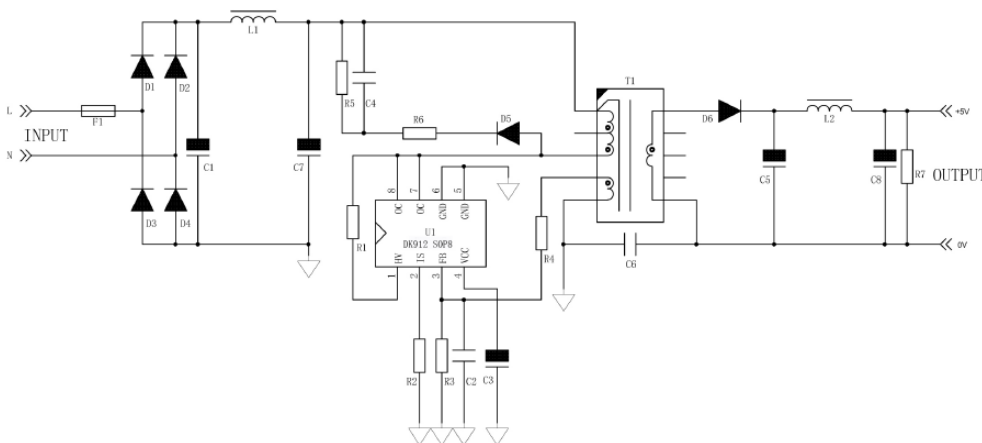 L1
T1
D1
D2
R5
C4
R6
D5
D6
L2
+5V
L
F1
INPUT
N
C1
C7
C5
C8
R7
OUTPUT
8
7
6
5
OC
OC
GND
GND
U1
DK912 SOP8
HV
IS
FB
VCC
1
2
3
4
R1
R4
D3
D4
C6
0V
R2
R3
C2
C3